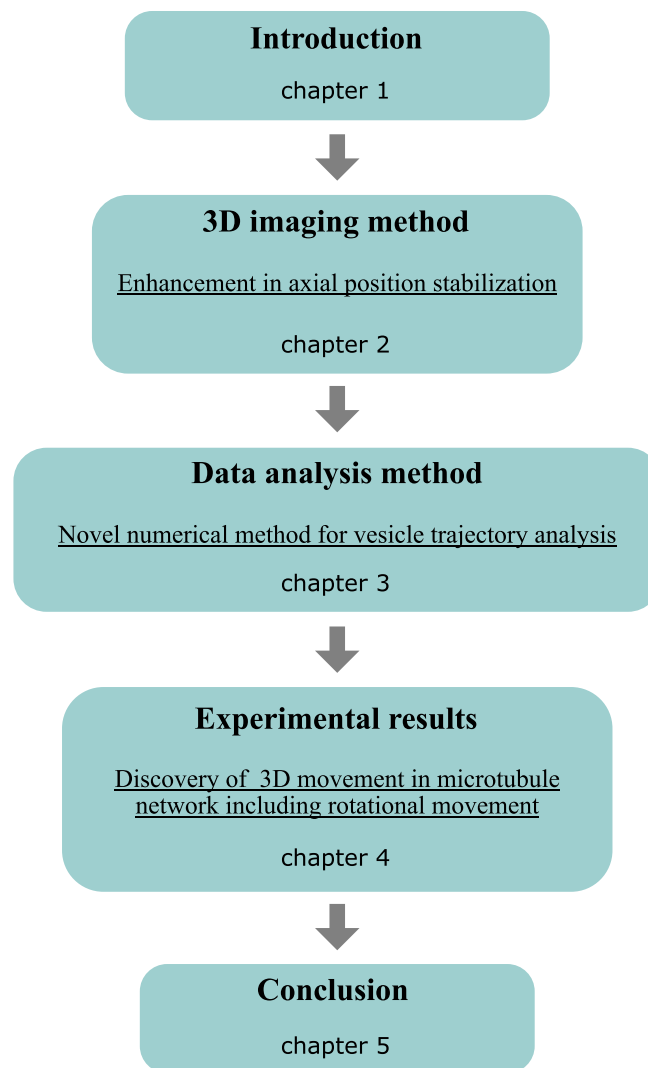 Introduction
chapter 1
3D imaging method
Enhancement in axial position stabilization
chapter 2
Data analysis method
Novel numerical method for vesicle trajectory analysis
chapter 3
Experimental results
Discovery of  3D movement in microtubule
network including rotational movement
chapter 4
Conclusion
chapter 5